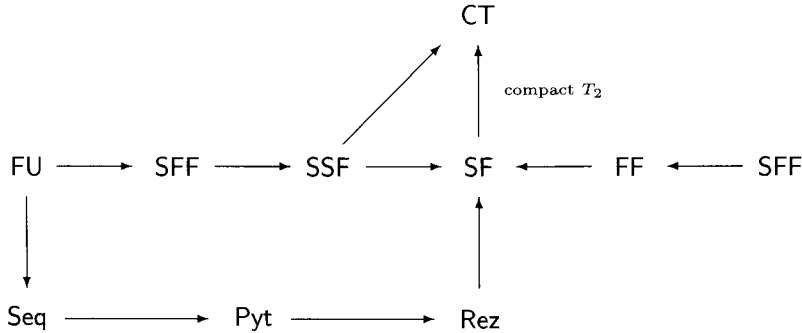 CT
compact T₂
FU SFF SSF SF FF SFF
Seq Pyt Rez